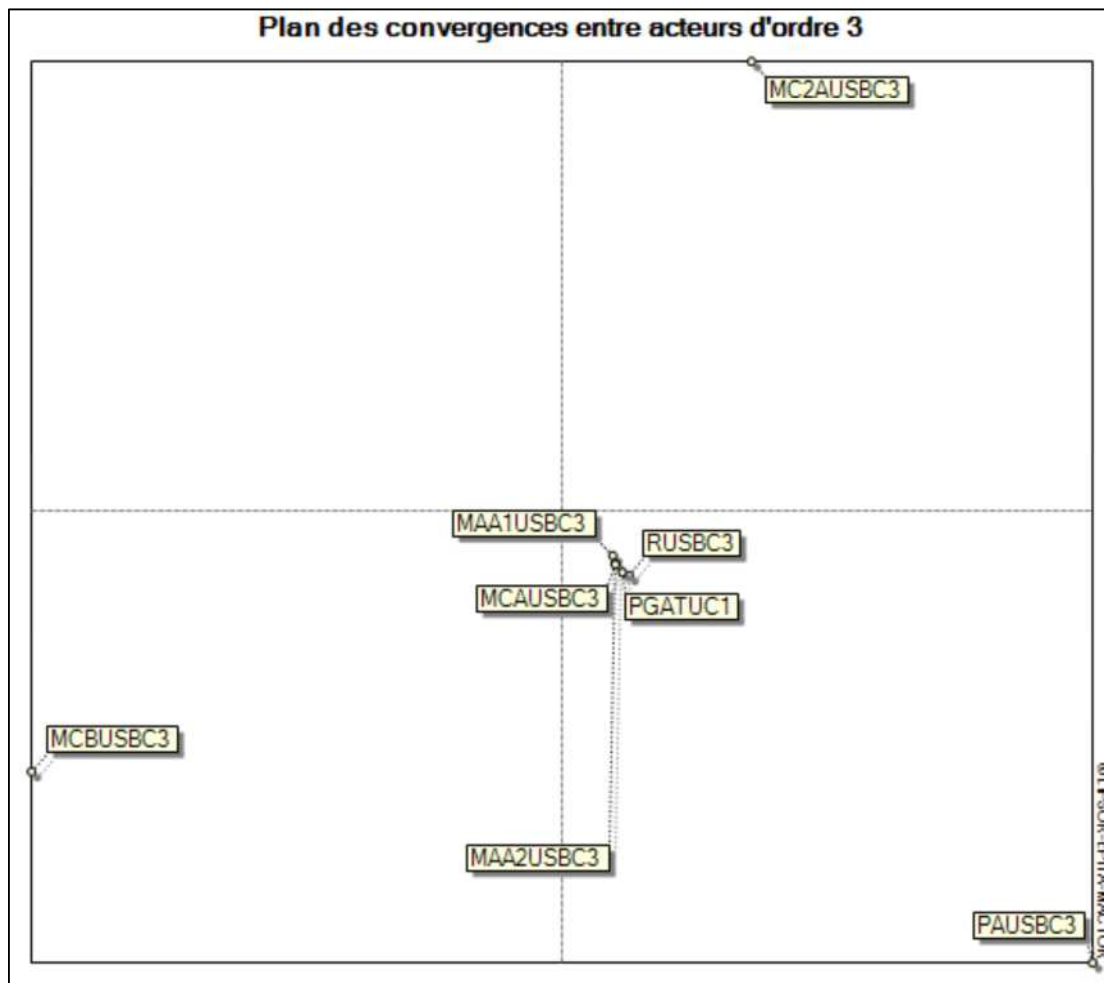 Plan des convergences entre acteurs d'ordre 3
MC2AUSBC3
MAA1USBC3
RUSBC3
MCAUSBC3
PGATUC1
MCBUSBC3
MAA2USBC3
PAUSBC3